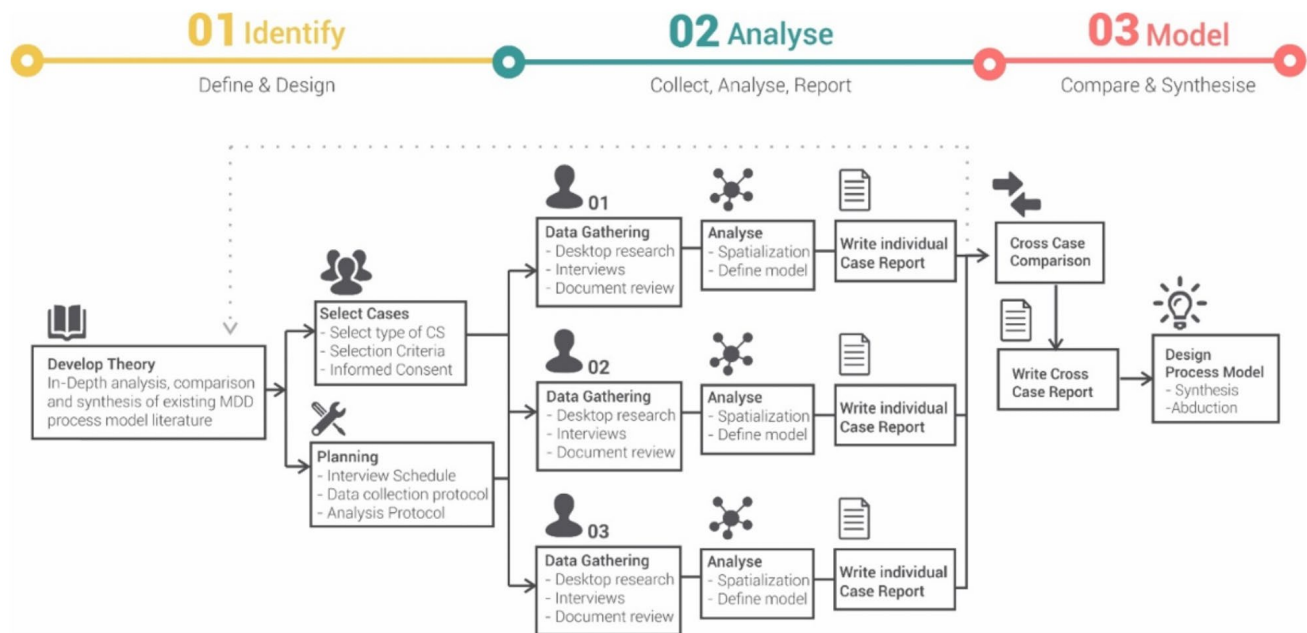 01 Identify
Define & Design
02 Analyse
Collect, Analyse, Report
03 Model
Compare & Synthesise
Develop Theory
In-Depth analysis, comparison
and synthesis of existing MDD
process model literature
Select Cases
- Select type of CS
- Selection Criteria
- Informed Consent
Planning
- Interview Schedule
- Data collection protocol
- Analysis Protocol
01
Data Gathering
- Desktop research
- Interviews
- Document review
Analyse
- Spatialization
- Define model
Write individual
Case Report
02
Data Gathering
- Desktop research
- Interviews
- Document review
Analyse
- Spatialization
- Define model
Write individual
Case Report
03
Data Gathering
- Desktop research
- Interviews
- Document review
Analyse
- Spatialization
- Define model
Write individual
Case Report
Cross Case
Comparison
Write Cross
Case Report
Design
Process Model
- Synthesis
-Abduction